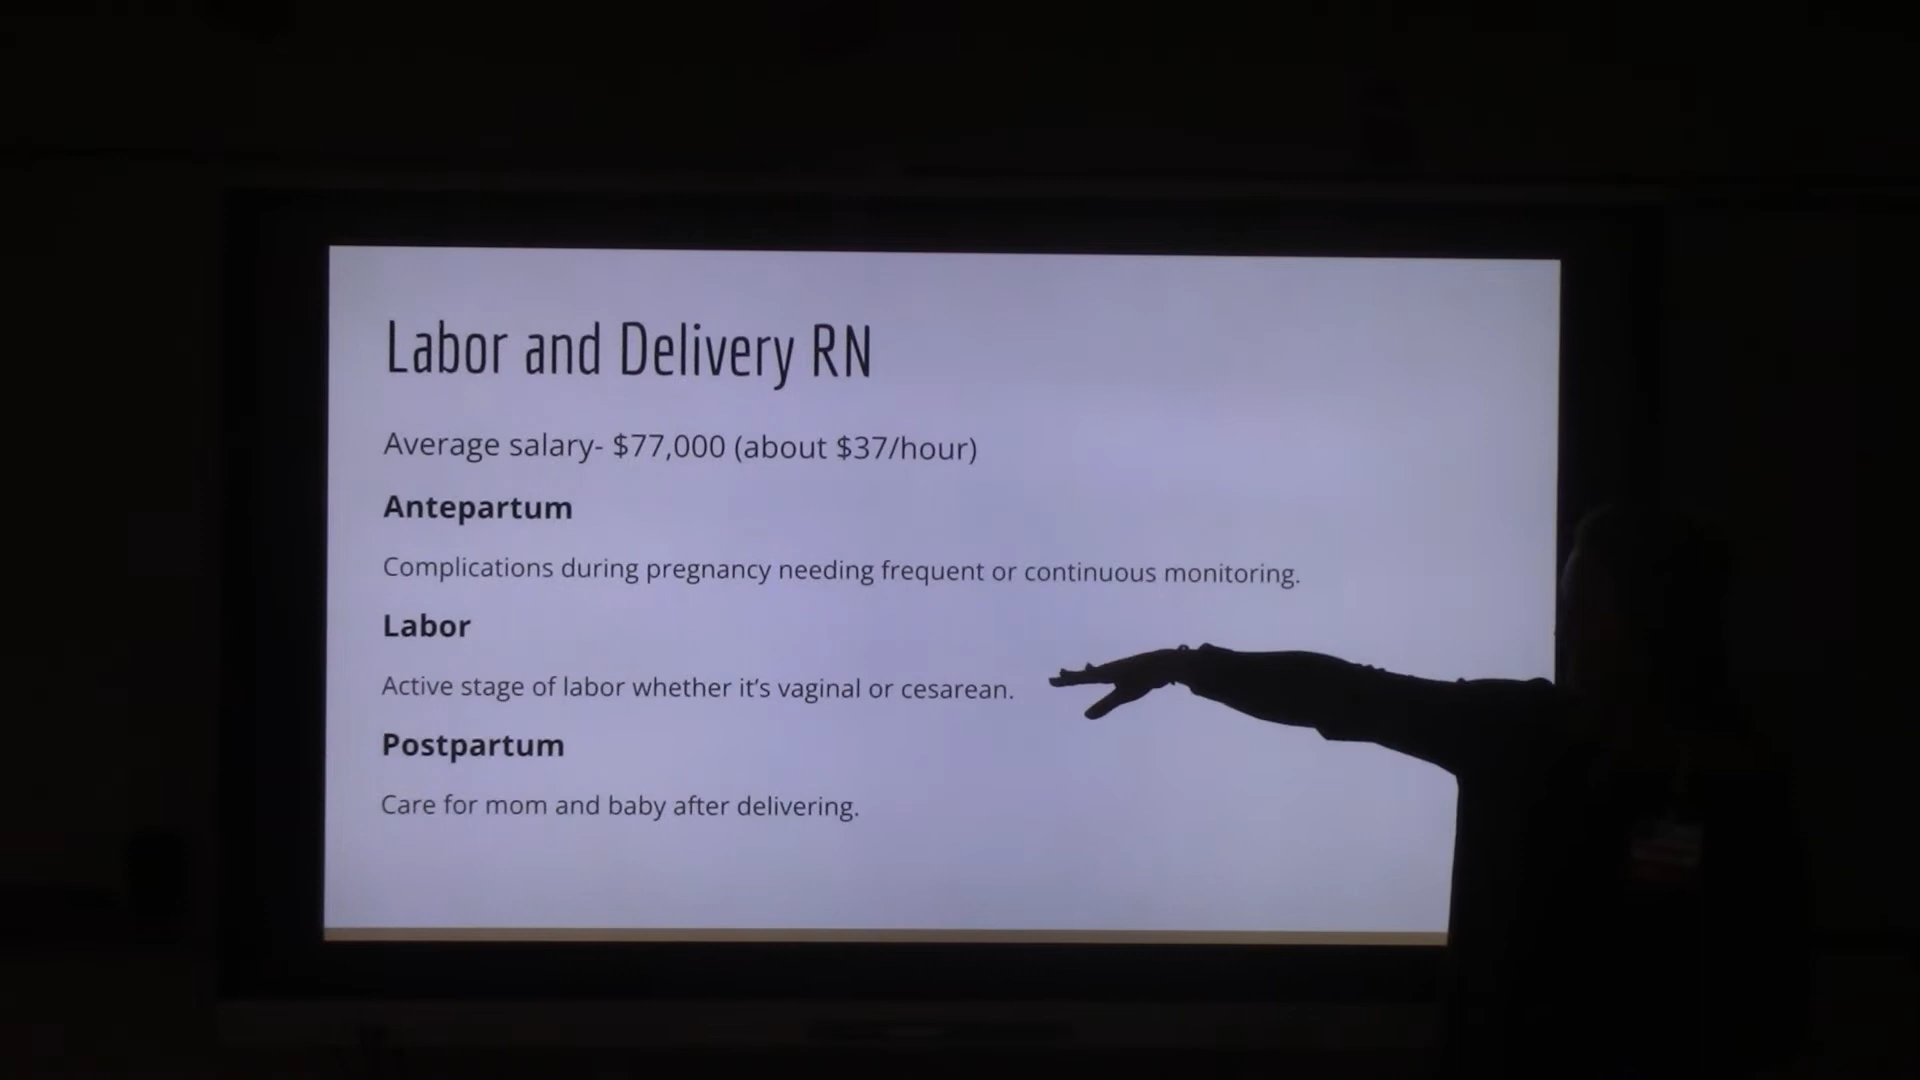 Labor and Delivery RN
Average salary- $77,000 (about $37/hour)
Antepartum
Complications during pregnancy needing frequent or continuous monitoring.
Labor
Active stage of labor whether it's vaginal or cesarean.
Postpartum
Care for mom and baby after delivering.